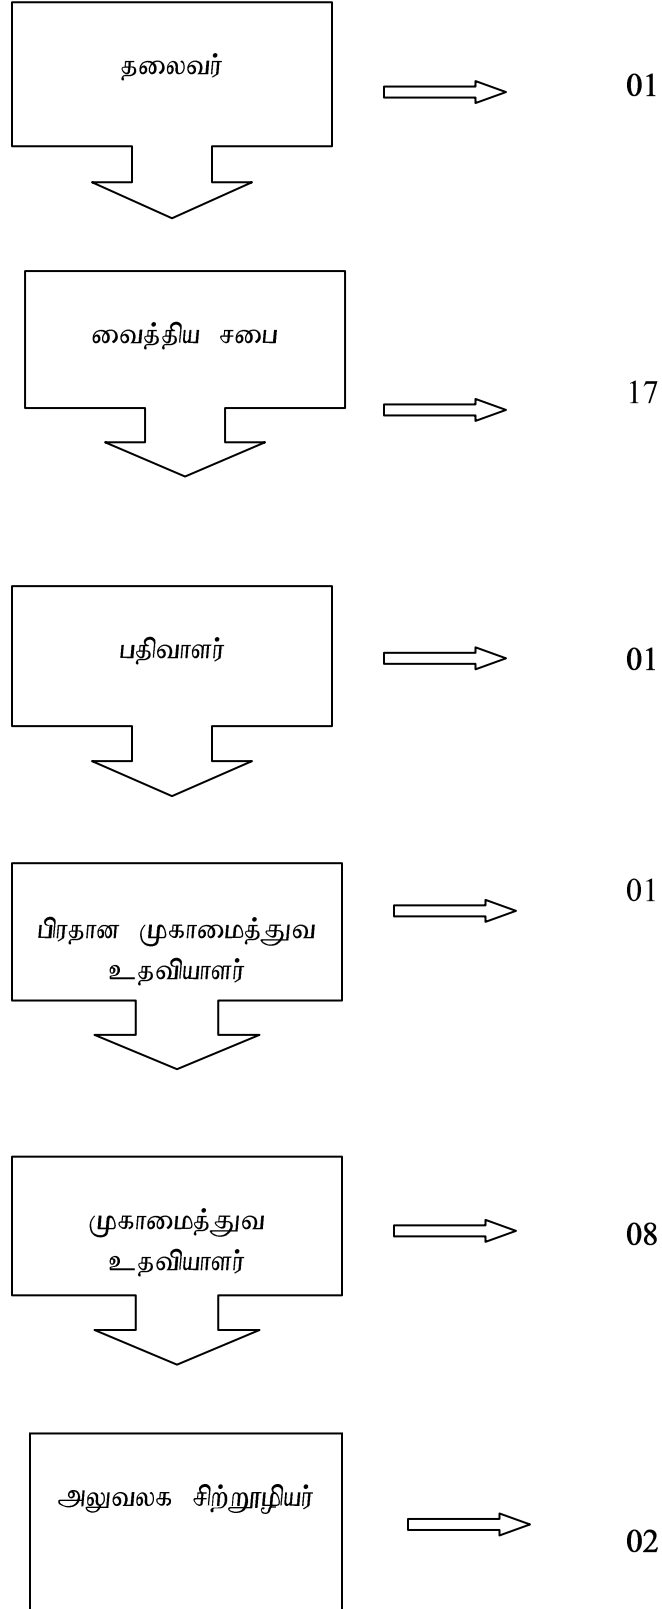 தலைவர்
01
வைத்திய சபை
17
பதிவாளர்
01
பிரதான முகாமைத்துவ
உதவியாளர்
01
முகாமைத்துவ
உதவியாளர்
08
அலுவலக சிற்றூழியர்
02